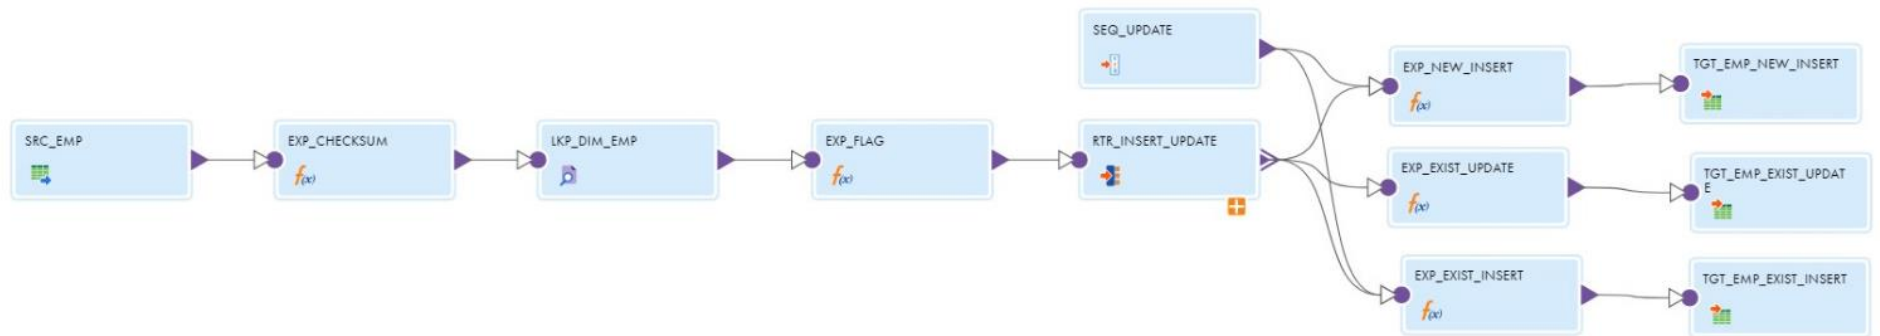 SRC_EMP
EXP_CHECKSUM
f(x)
LKP_DIM_EMP
EXP_FLAG
f(x)
SEQ_UPDATE
RTR_INSERT_UPDATE
EXP_NEW_INSERT
f(x)
TGT_EMP_NEW_INSERT
EXP_EXIST_UPDATE
f(x)
TGT_EMP_EXIST_UPDAT
E
EXP_EXIST_INSERT
f(x)
TGT_EMP_EXIST_INSERT